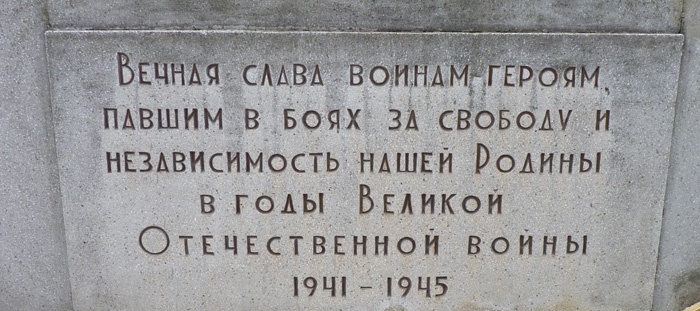 Вечная слава воинам-героям,
павшим в боях за свободу и
независимость нашей Родины
в годы Великой
Отечественной войны
1941 - 1945